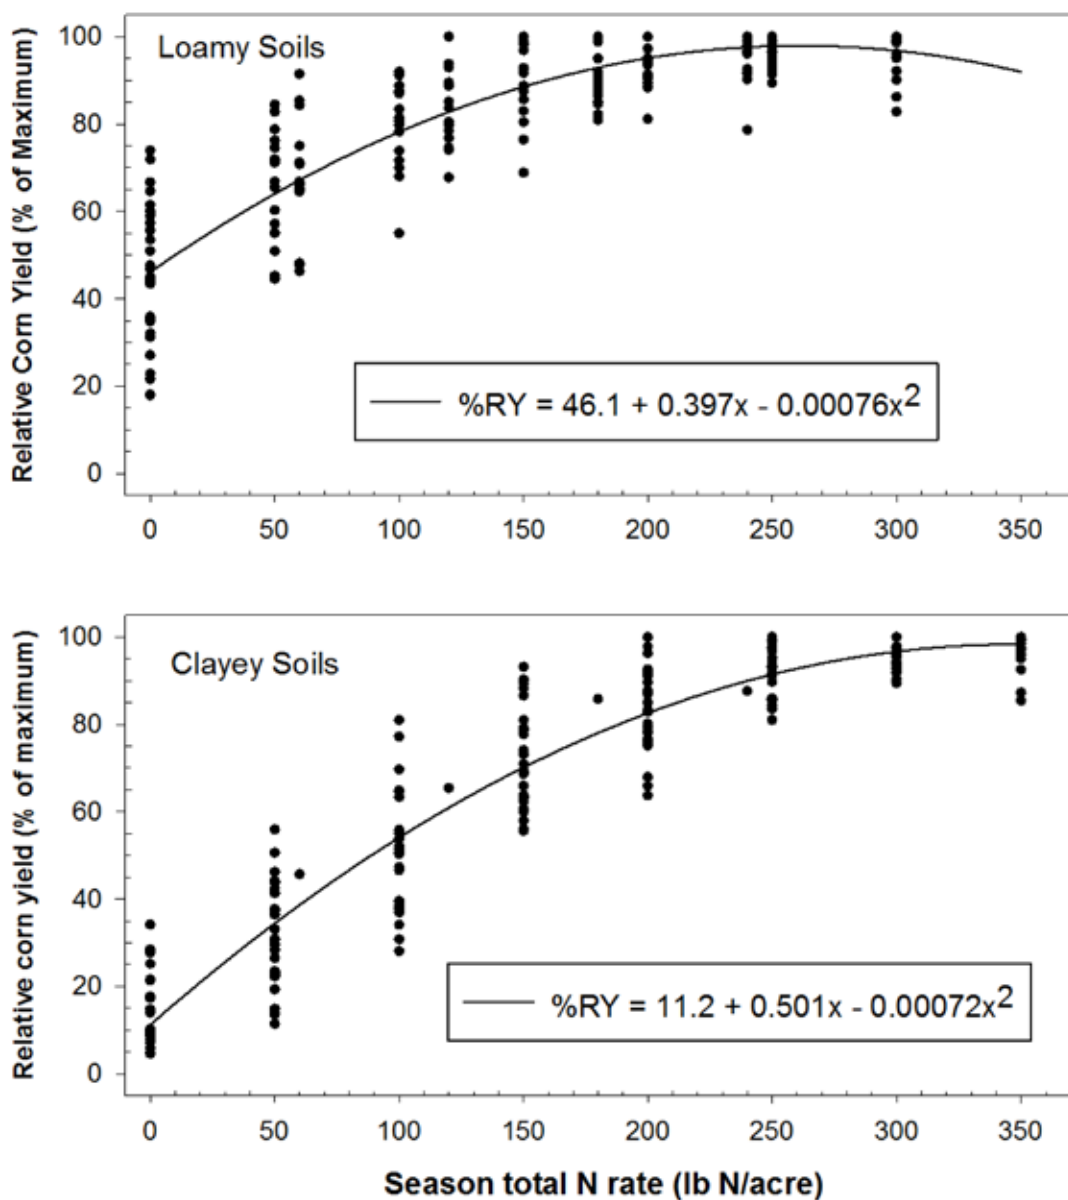 Loamy Soils
Relative Corn Yield (% of Maximum)
100
80
60
40
20
0
%RY = 46.1 + 0.397x - 0.00076x²
0 50 100 150 200 250 300 350
Clayey Soils
Relative corn yield (% of maximum)
100
80
60
40
20
0
%RY = 11.2 + 0.501x - 0.00072x²
0 50 100 150 200 250 300 350
Season total N rate (lb N/acre)